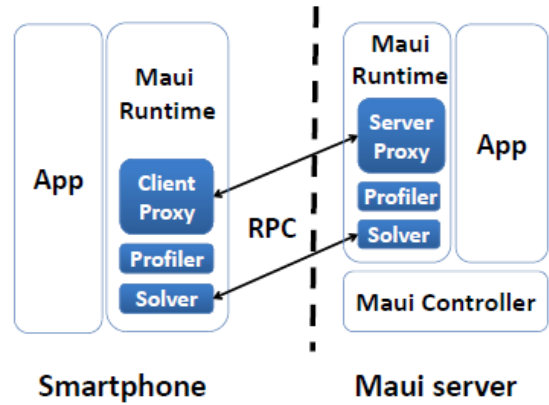 App
Maui
Runtime
Client
Proxy
Profiler
Solver
RPC
Maui
Runtime
Server
Proxy
Profiler
Solver
App
Maui Controller
Smartphone
Maui server